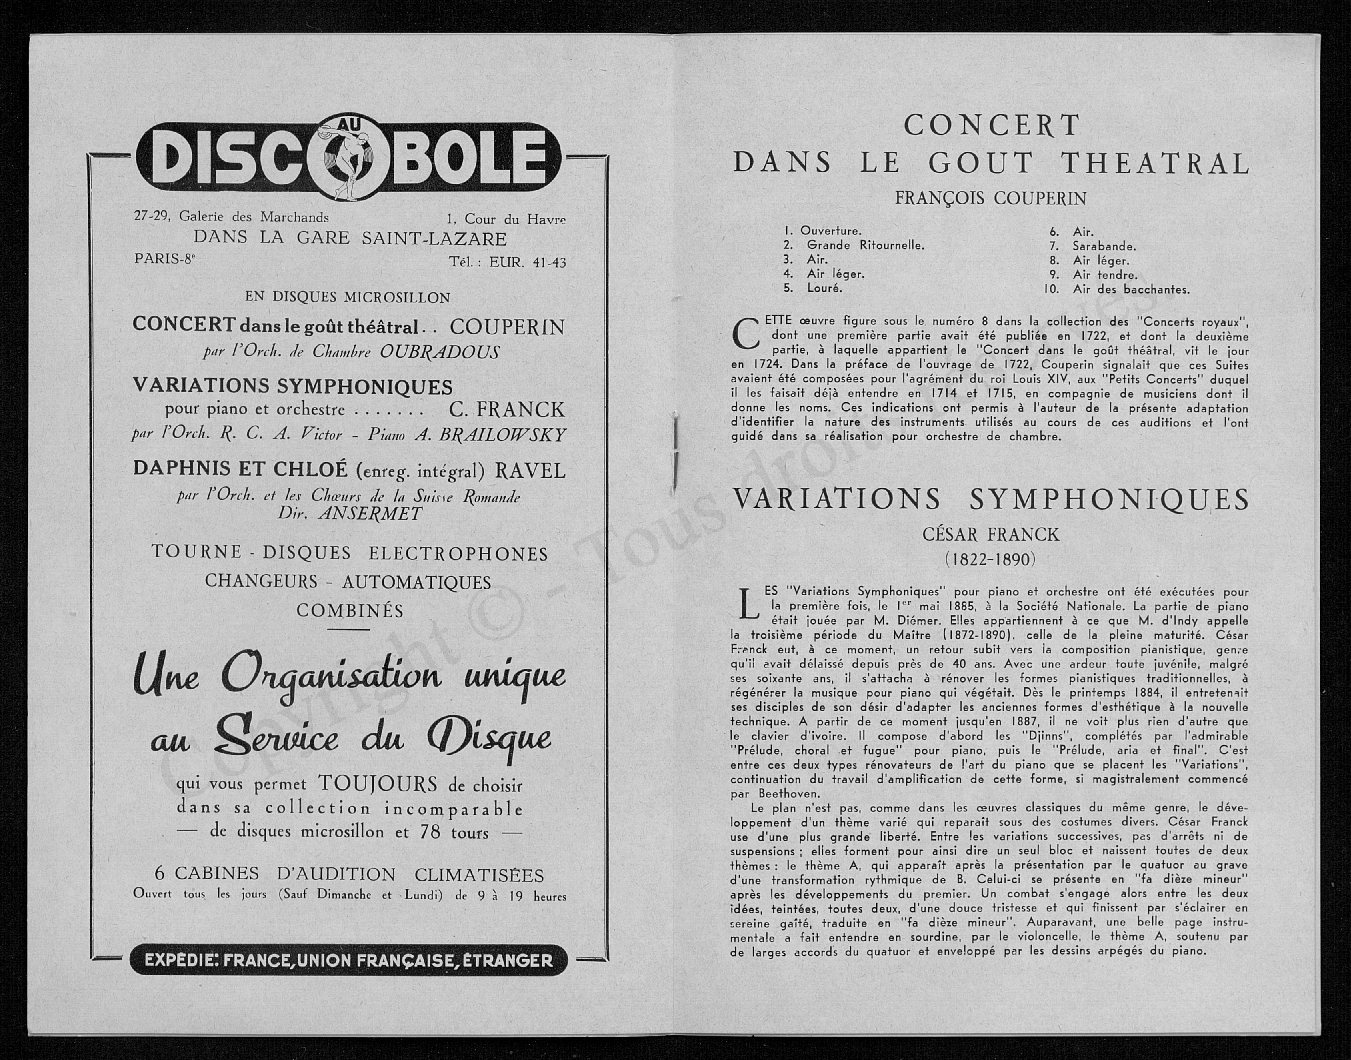 AU
DISCOBOLE
27-29, Galerie des Marchands 1, Cour du Havre
DANS LA GARE SAINT-LAZARE
PARIS-8e Tél. : EUR. 41-43
EN DISQUES MICROSILLON
CONCERT dans le goût théâtral . . COUPERIN
par l'Orch. de Chambre OUBRADOUS
VARIATIONS SYMPHONIQUES
pour piano et orchestre . . . . . . . C. FRANCK
par l'Orch. R. C. A. Victor - Piano A. BRAILOWSKY
DAPHNIS ET CHLOÉ (enreg. intégral) RAVEL
par l'Orch. et les Chœurs de la Suisse Romande
Dir. ANSERMET
TOURNE - DISQUES ELECTROPHONES
CHANGEURS - AUTOMATIQUES
COMBINÉS
Une Organisation unique
au Service du Disque
qui vous permet TOUJOURS de choisir
dans sa collection incomparable
— de disques microsillon et 78 tours —
6 CABINES D'AUDITION CLIMATISÉES
Ouvert tous les jours (Sauf Dimanche et Lundi) de 9 à 19 heures
EXPÉDIE: FRANCE, UNION FRANÇAISE, ÉTRANGER
CONCERT
DANS LE GOUT THEATRAL
FRANÇOIS COUPERIN
1. Ouverture.
2. Grande Ritournelle.
3. Air.
4. Air léger.
5. Louré.
6. Air.
7. Sarabande.
8. Air léger.
9. Air tendre.
10. Air des bacchantes.
CETTE œuvre figure sous le numéro 8 dans la collection des "Concerts royaux",
dont une première partie avait été publiée en 1722, et dont la deuxième
partie, à laquelle appartient le "Concert dans le goût théâtral, vit le jour
en 1724. Dans la préface de l'ouvrage de 1722, Couperin signalait que ces Suites
avaient été composées pour l'agrément du roi Louis XIV, aux "Petits Concerts" duquel
il les faisait déjà entendre en 1714 et 1715, en compagnie de musiciens dont il
donne les noms. Ces indications ont permis à l'auteur de la présente adaptation
d'identifier la nature des instruments utilisés au cours de ces auditions et l'ont
guidé dans sa réalisation pour orchestre de chambre.
VARIATIONS SYMPHONIQUES
CÉSAR FRANCK
(1822-1890)
LES "Variations Symphoniques" pour piano et orchestre ont été exécutées pour
la première fois, le 1er mai 1885, à la Société Nationale. La partie de piano
était jouée par M. Diémer. Elles appartiennent à ce que M. d'Indy appelle
la troisième période du Maître (1872-1890), celle de la pleine maturité. César
Franck eut, à ce moment, un retour subit vers la composition pianistique, genre
qu'il avait délaissé depuis près de 40 ans. Avec une ardeur toute juvénile, malgré
ses soixante ans, il s'attacha à rénover les formes pianistiques traditionnelles, à
régénérer la musique pour piano qui végétait. Dès le printemps 1884, il entretenait
ses disciples de son désir d'adapter les anciennes formes d'esthétique à la nouvelle
technique. A partir de ce moment jusqu'en 1887, il ne voit plus rien d'autre que
le clavier d'ivoire. Il compose d'abord les "Djinns", complétés par l'admirable
"Prélude, choral et fugue" pour piano, puis le "Prélude, aria et final". C'est
entre ces deux types rénovateurs de l'art du piano que se placent les "Variations",
continuation du travail d'amplification de cette forme, si magistralement commencé
par Beethoven.
Le plan n'est pas, comme dans les œuvres classiques du même genre, le déve-
loppement d'un thème varié qui reparaît sous des costumes divers. César Franck
use d'une plus grande liberté. Entre les variations successives, pas d'arrêts ni de
suspensions ; elles forment pour ainsi dire un seul bloc et naissent toutes de deux
thèmes : le thème A, qui apparaît après la présentation par le quatuor au grave
d'une transformation rythmique de B. Celui-ci se présente en "fa dièze mineur"
après les développements du premier. Un combat s'engage alors entre les deux
idées, teintées, toutes deux, d'une douce tristesse et qui finissent par s'éclairer en
sereine gaîté, traduite en "fa dièze mineur". Auparavant, une belle page instru-
mentale a fait entendre en sourdine, par le violoncelle, le thème A, soutenu par
de larges accords du quatuor et enveloppé par les dessins arpégés du piano.
Copyright © - Tous droits